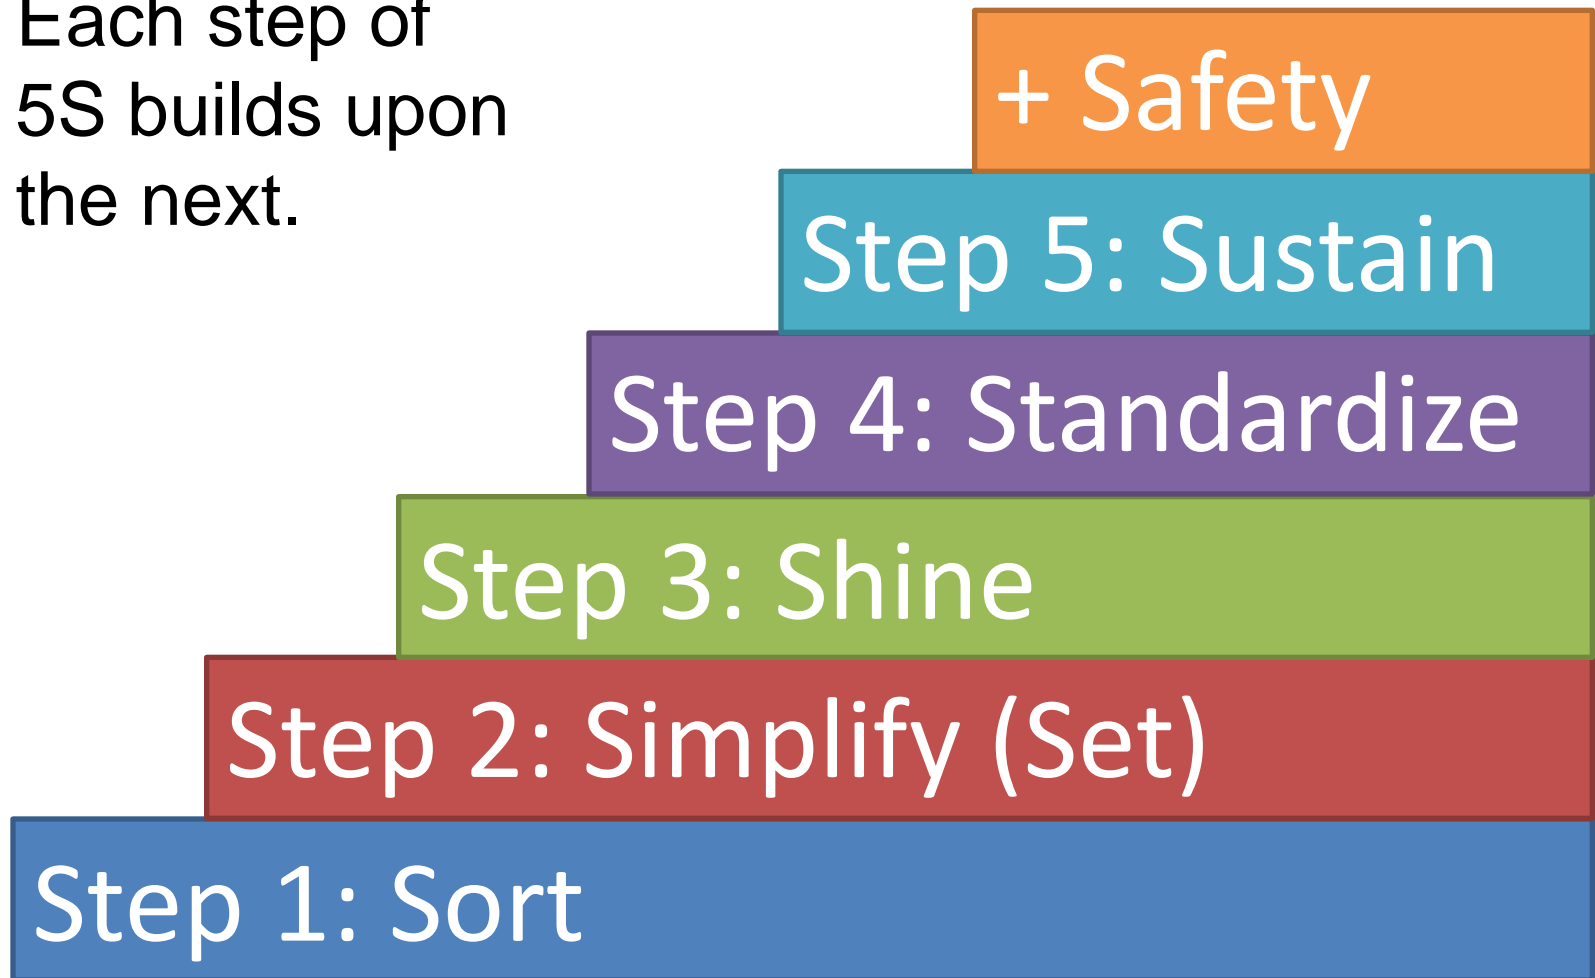 Each step of
5S builds upon
the next.
+ Safety
Step 5: Sustain
Step 4: Standardize
Step 3: Shine
Step 2: Simplify (Set)
Step 1: Sort